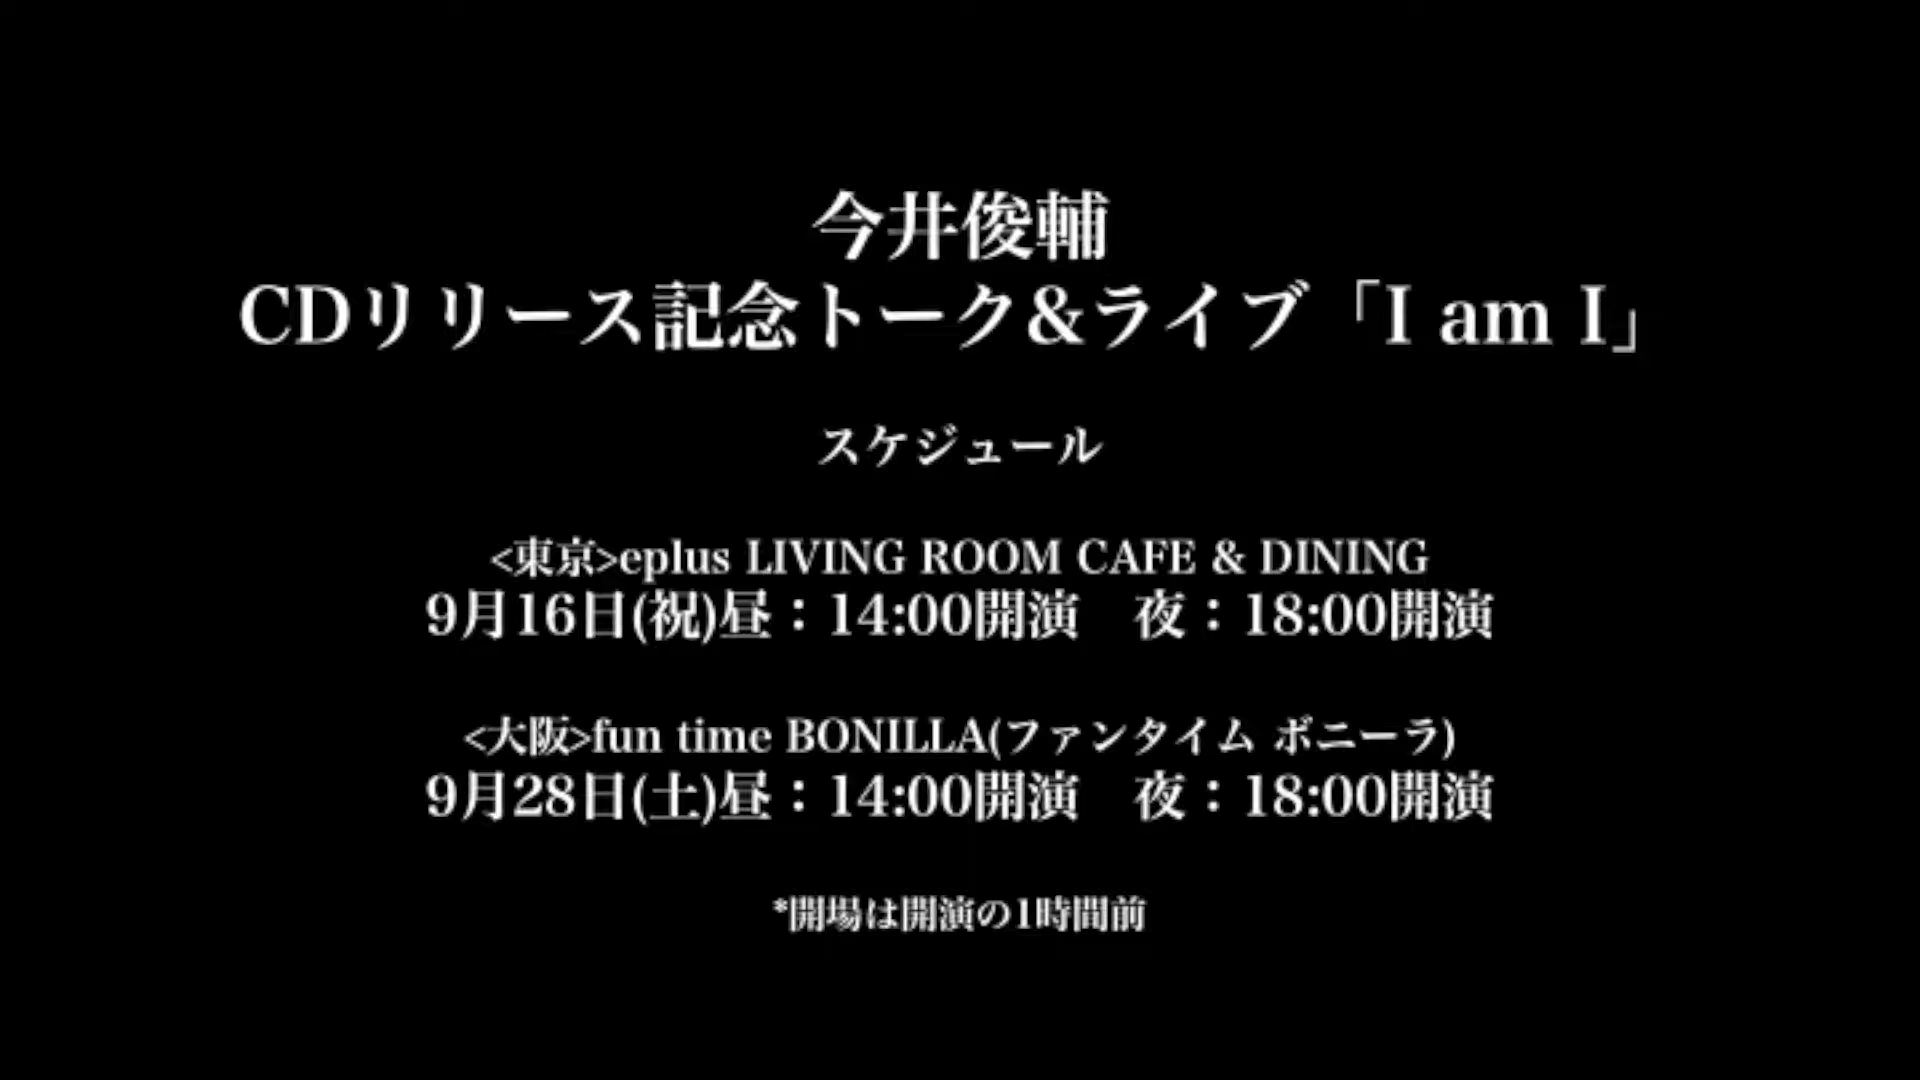 今井俊輔
CDリリース記念トーク&ライブ「I am I」
スケジュール
<東京>eplus LIVING ROOM CAFE & DINING
9月16日(祝)昼：14:00開演　夜：18:00開演
<大阪>fun time BONILLA(ファンタイム ボニーラ)
9月28日(土)昼：14:00開演　夜：18:00開演
*開場は開演の1時間前